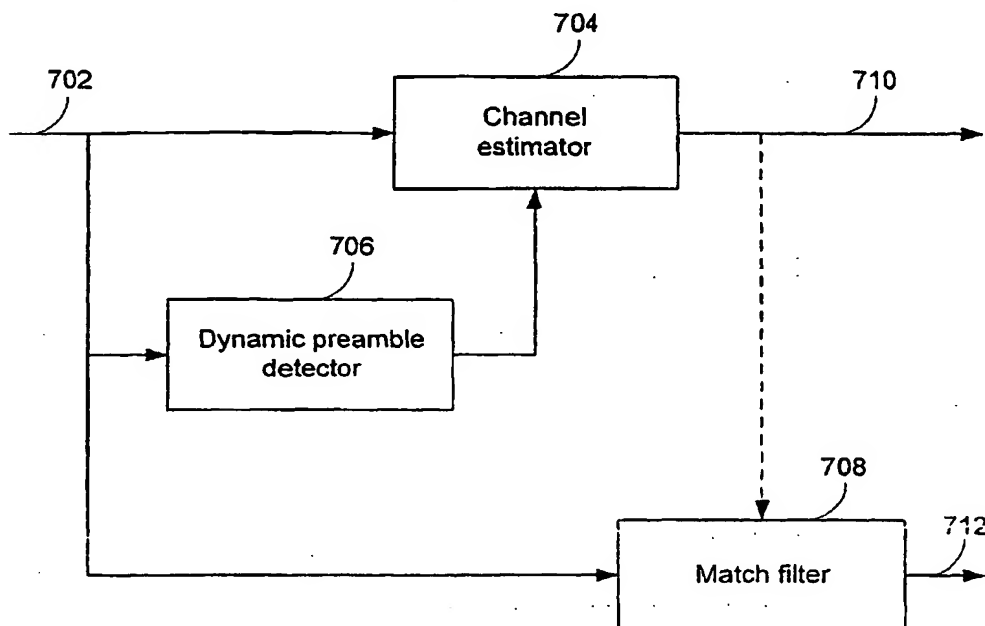 704
702
710
Channel
estimator
706
Dynamic preamble
detector
708
712
Match filter